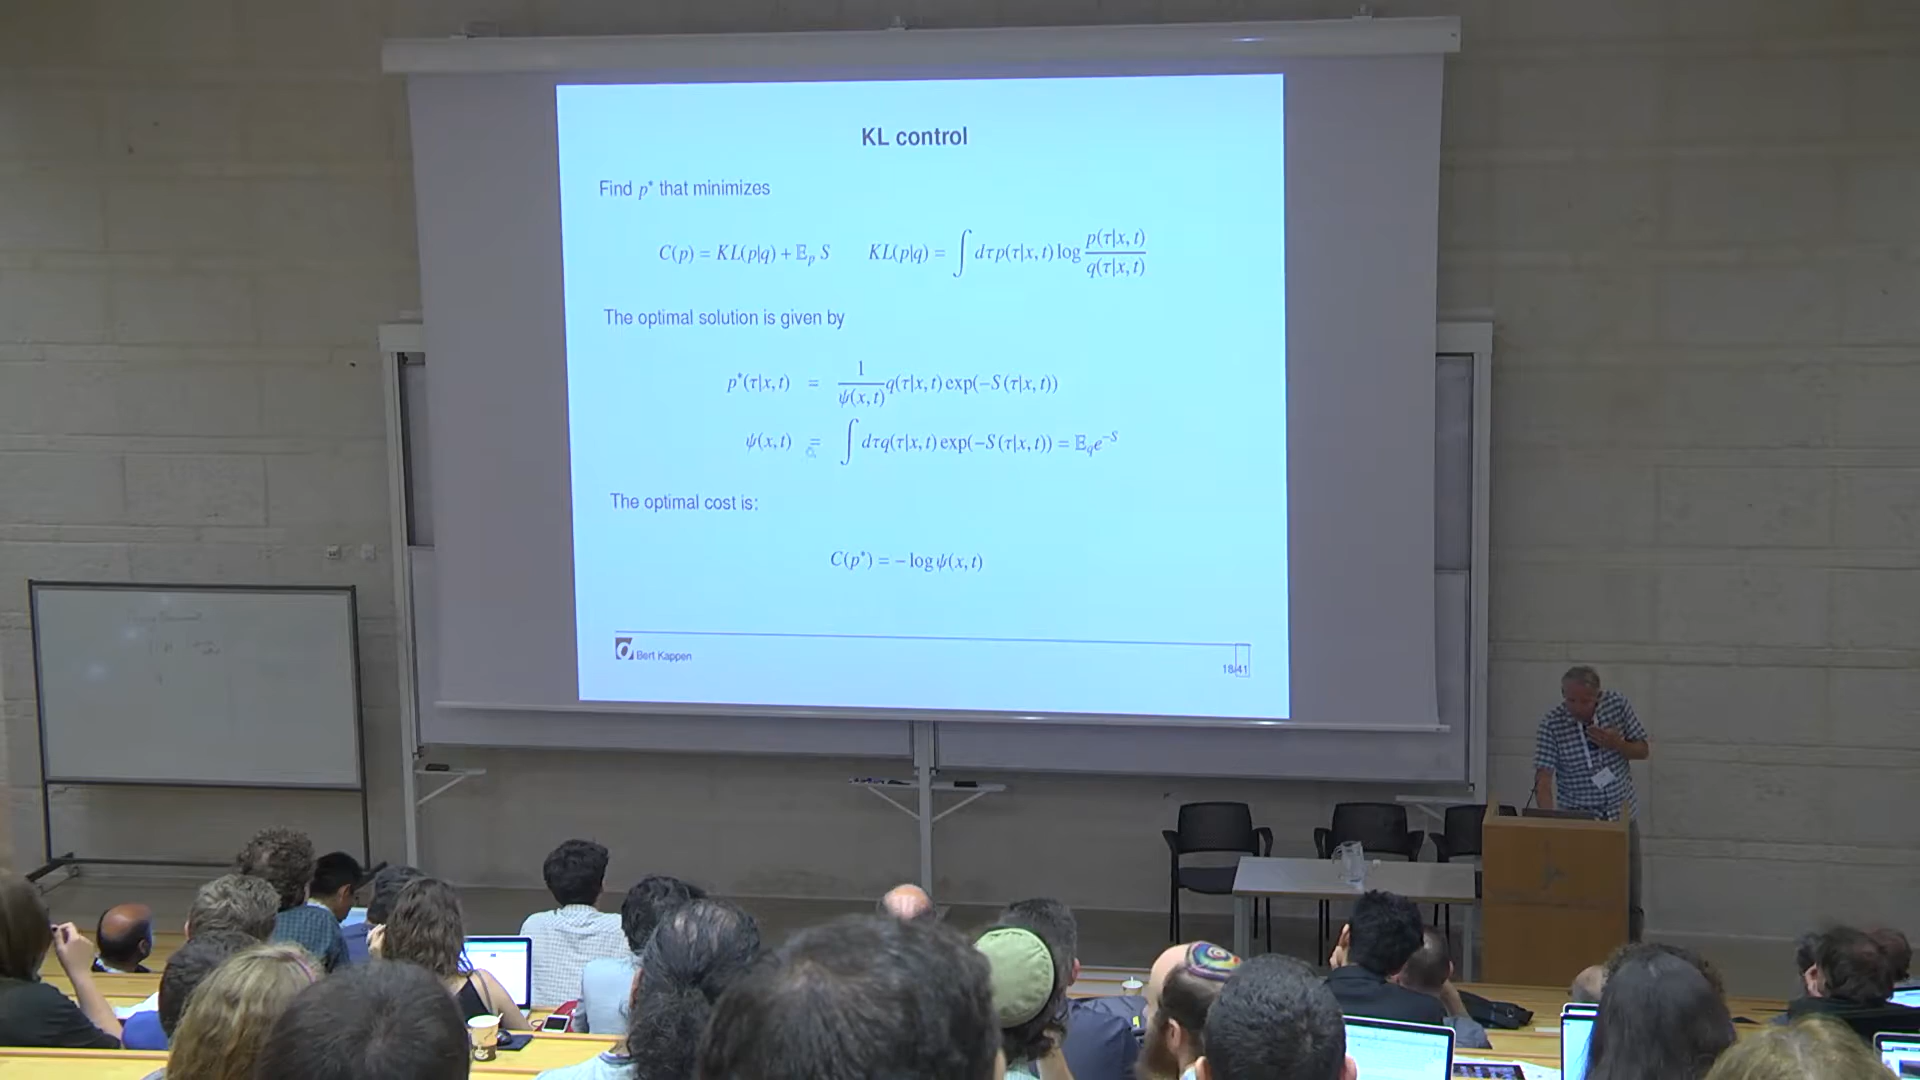 KL control
Find p* that minimizes
C(p) = KL(p|q) + 𝔼_p S    KL(p|q) = ∫ dτ p(τ|x, t) log p(τ|x, t) / q(τ|x, t)
The optimal solution is given by
p*(τ|x, t) = 1/ψ(x, t) q(τ|x, t) exp(−S(τ|x, t))
ψ(x, t) = ∫ dτ q(τ|x, t) exp(−S(τ|x, t)) = 𝔼_q e^{−S}
The optimal cost is:
C(p*) = − log ψ(x, t)
Bert Kappen
18/41